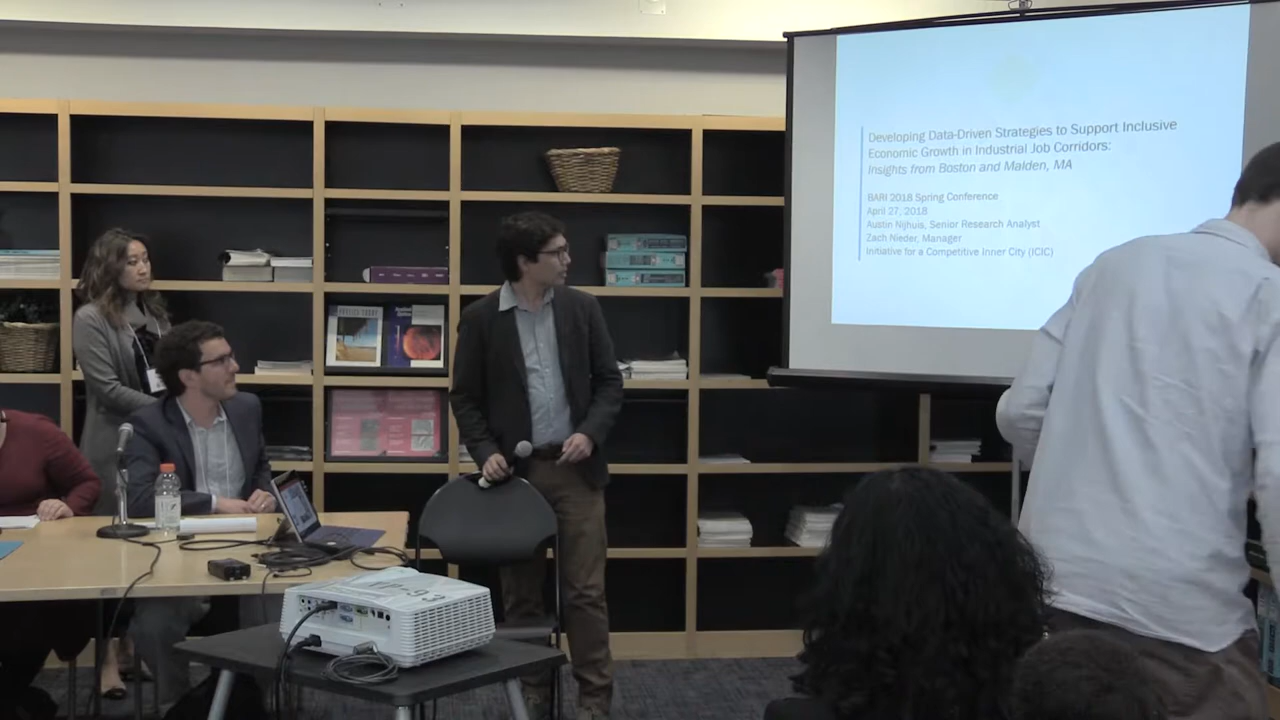 Developing Data-Driven Strategies to Support Inclusive
Economic Growth in Industrial Job Corridors:
Insights from Boston and Malden, MA
BARI 2018 Spring Conference
April 27, 2018
Austin Nijhuis, Senior Research Analyst
Zach Nieder, Manager
Initiative for a Competitive Inner City (ICIC)